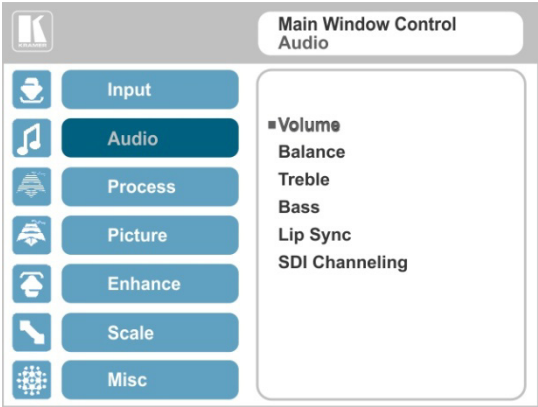 KRAMER
Main Window Control
Audio
Input
Audio
Process
Picture
Enhance
Scale
Misc
Volume
Balance
Treble
Bass
Lip Sync
SDI Channeling